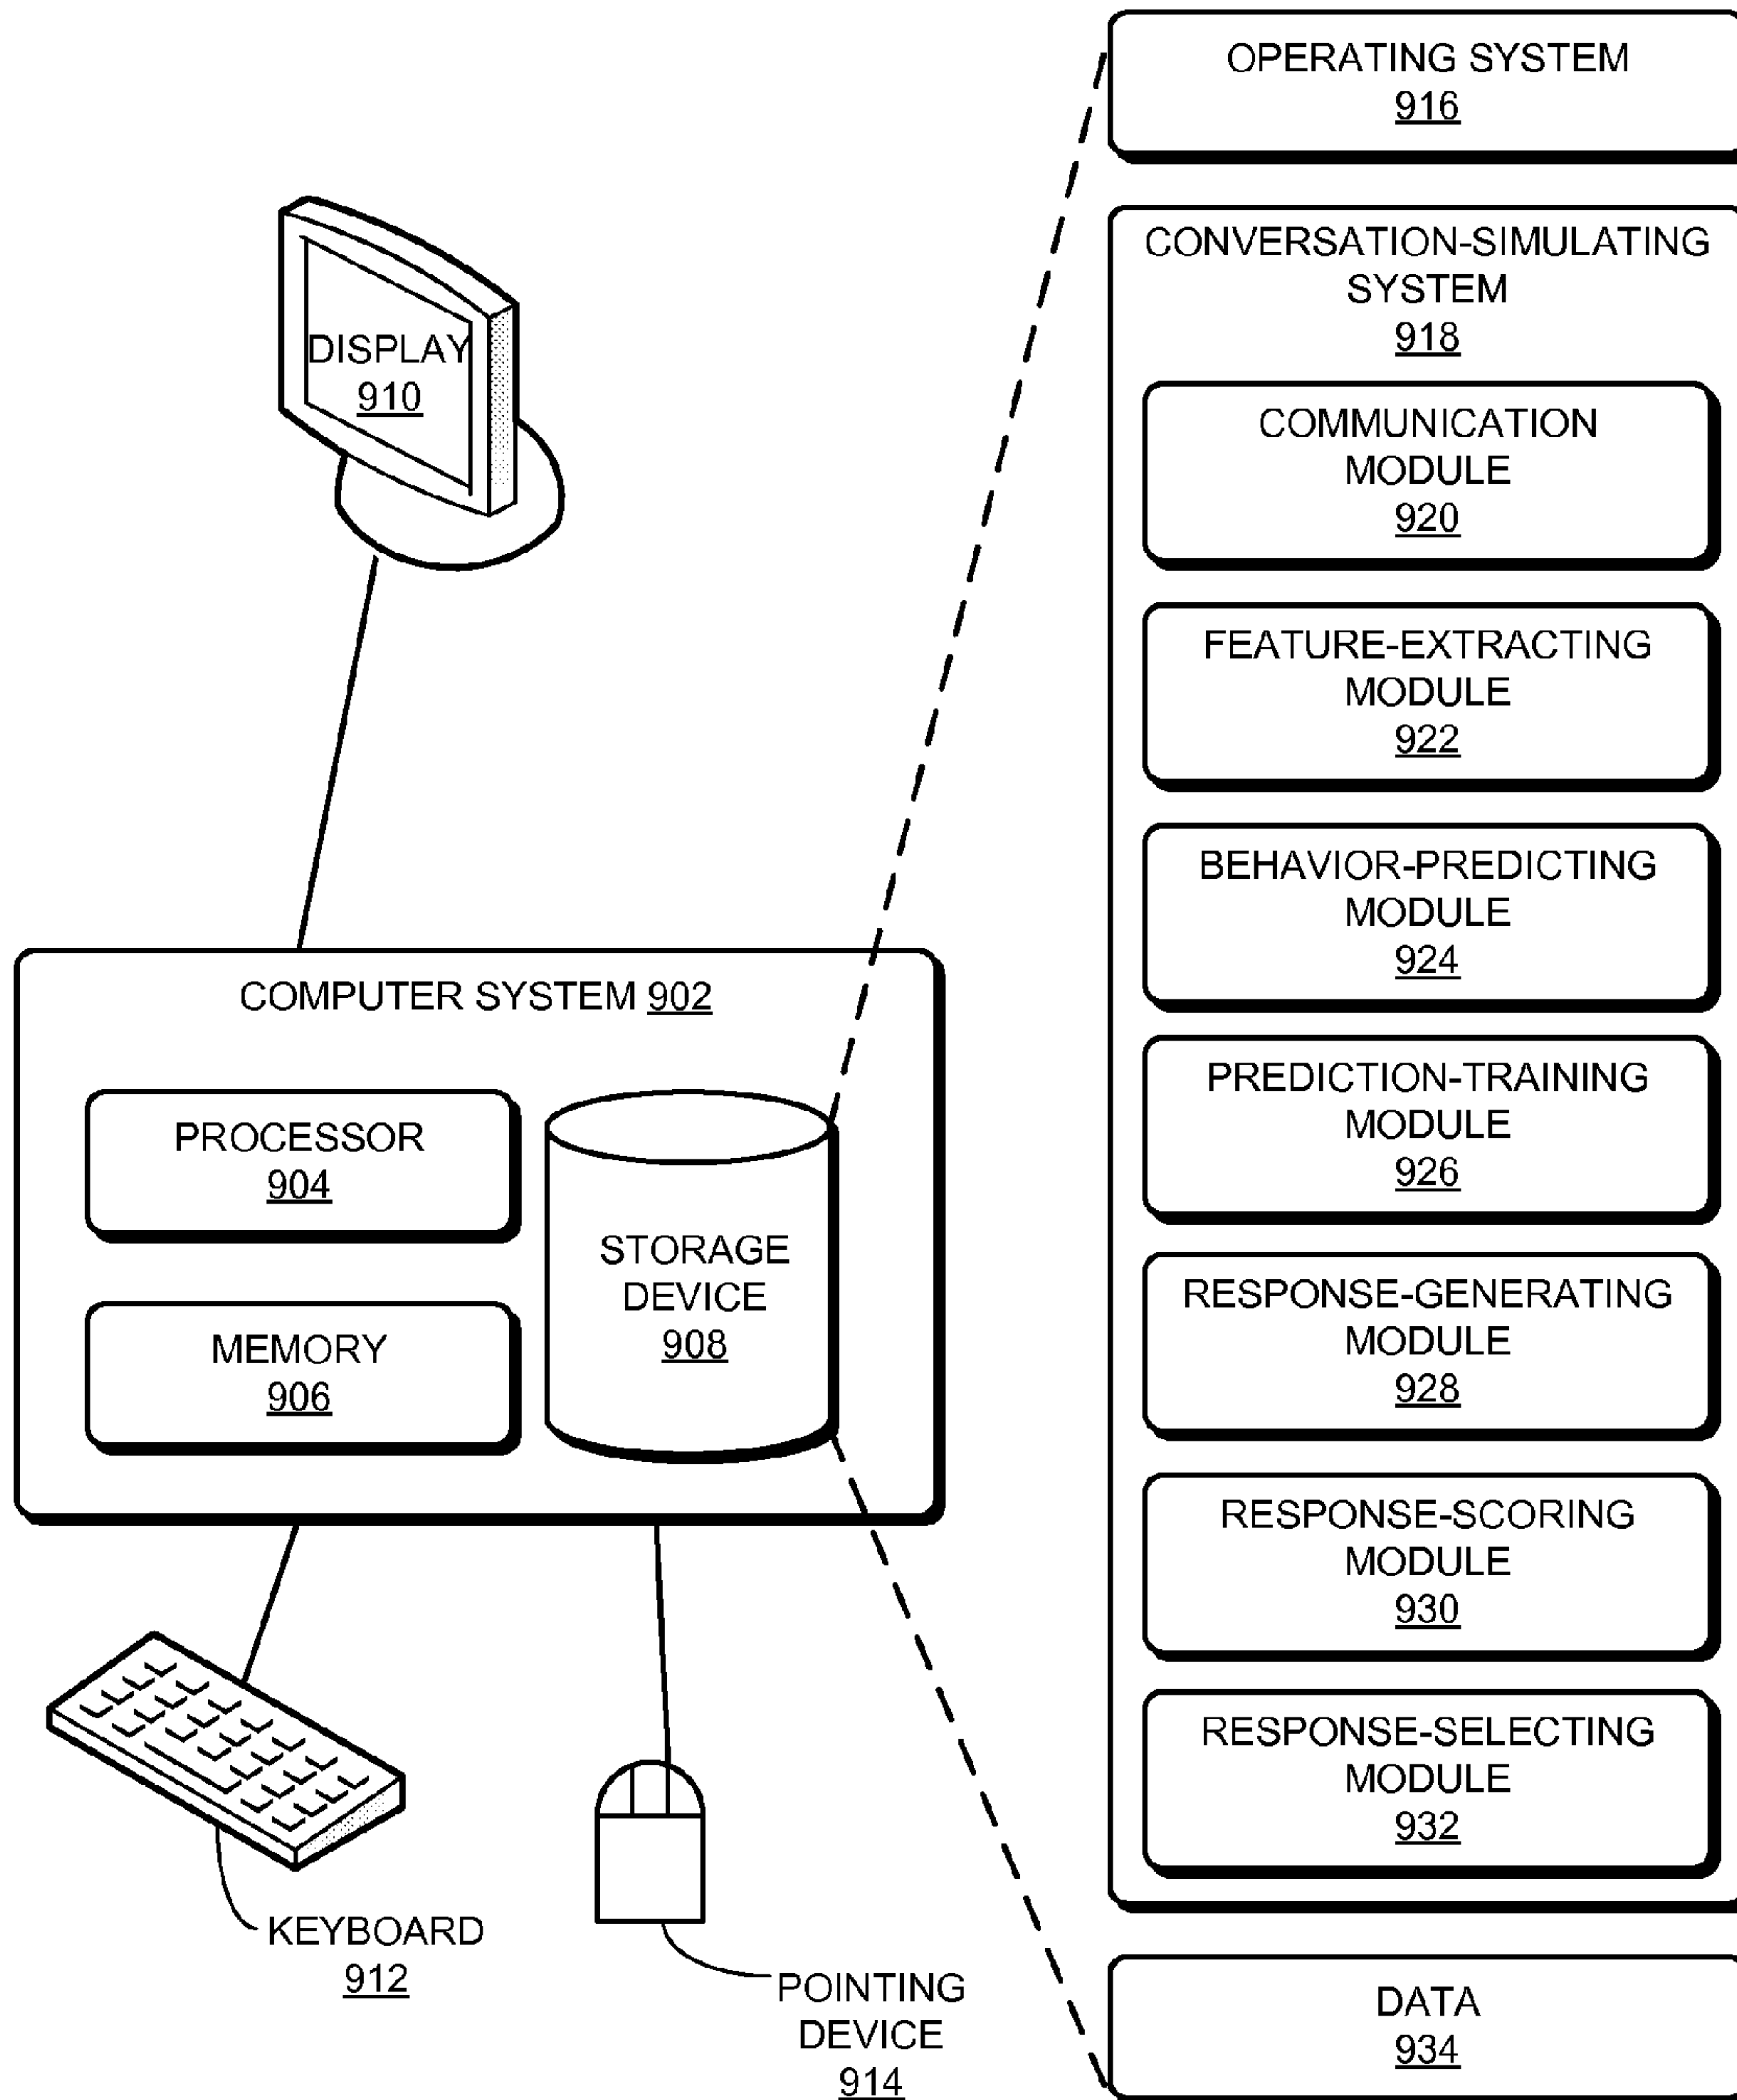 DISPLAY
910
COMPUTER SYSTEM 902
PROCESSOR
904
MEMORY
906
STORAGE
DEVICE
908
KEYBOARD
912
POINTING
DEVICE
914
OPERATING SYSTEM
916
CONVERSATION-SIMULATING
SYSTEM
918
COMMUNICATION
MODULE
920
FEATURE-EXTRACTING
MODULE
922
BEHAVIOR-PREDICTING
MODULE
924
PREDICTION-TRAINING
MODULE
926
RESPONSE-GENERATING
MODULE
928
RESPONSE-SCORING
MODULE
930
RESPONSE-SELECTING
MODULE
932
DATA
934